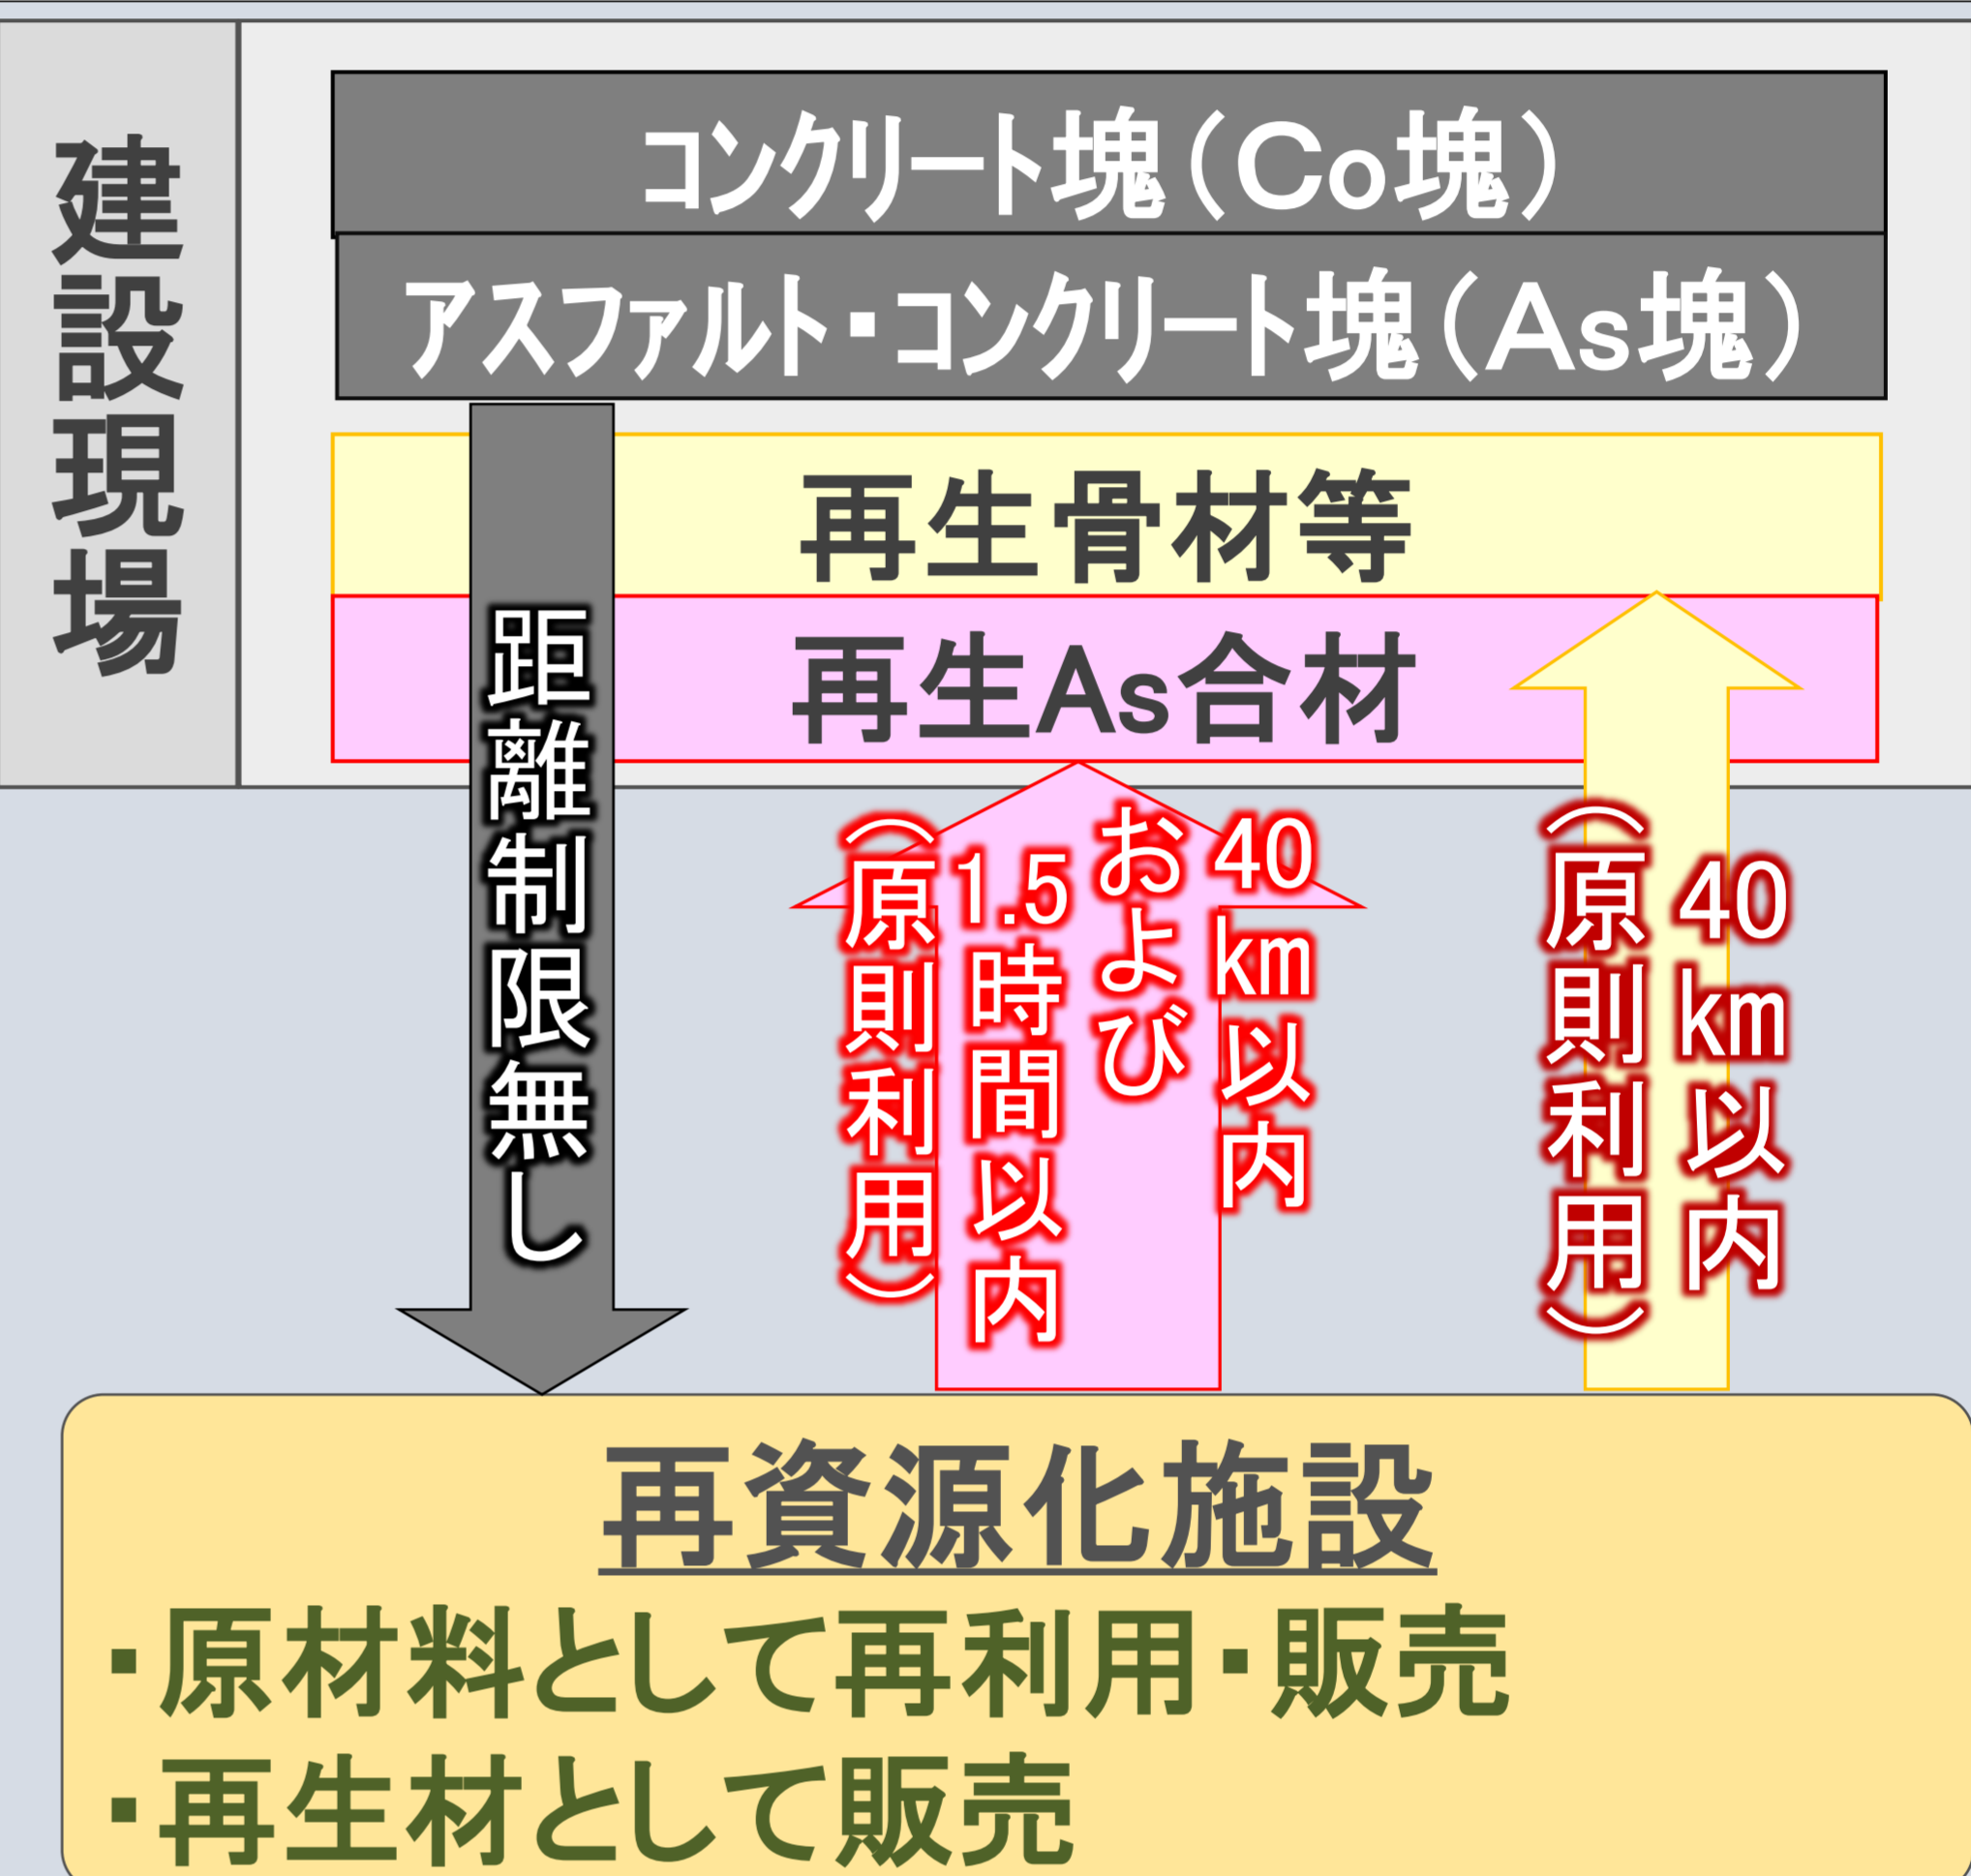 建設現場
コンクリート塊（Co塊）
アスファルト・コンクリート塊（As塊）
再生骨材等
再生As合材
距離制限無し
40km以内
および
1.5時間以内
（原則利用）
40km以内
（原則利用）
再資源化施設
・原材料として再利用・販売
・再生材として販売